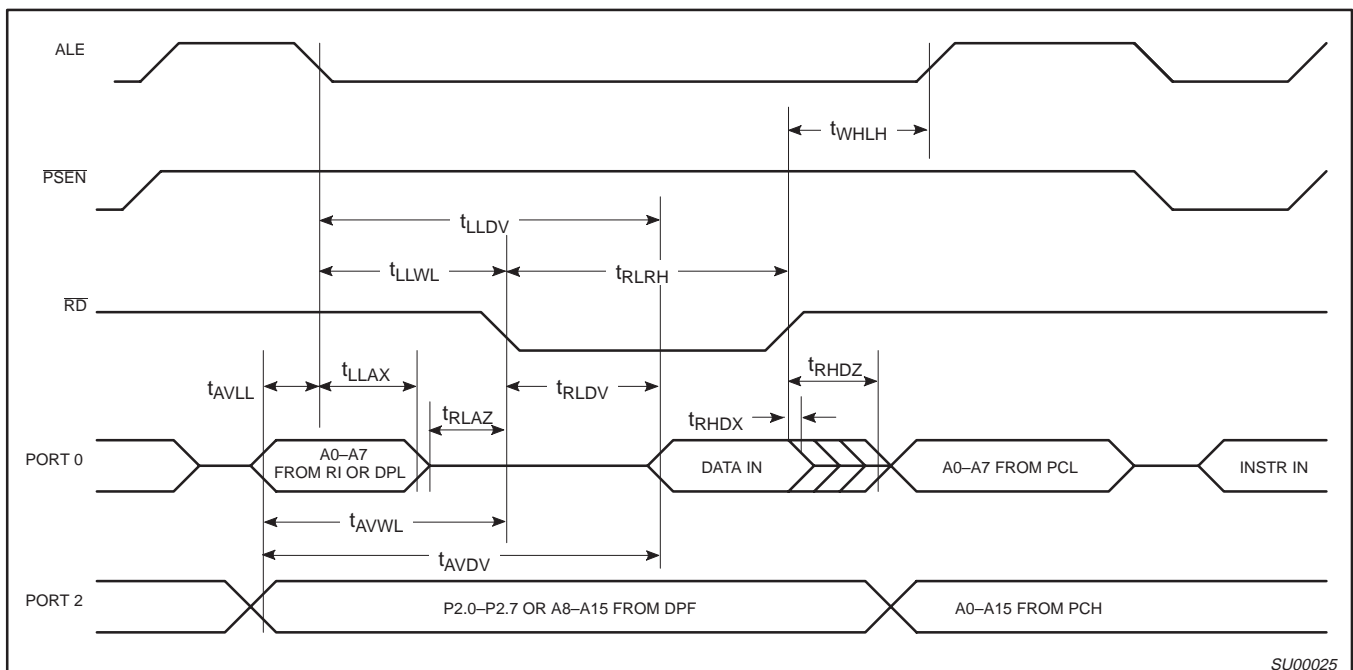 ALE
tWHLH
PSEN
tLLDV
tLLWL
tRLRH
RD
tAVLL
tLLAX
tRLDV
tRHDZ
tRLAZ
tRHDX
PORT 0
A0–A7
FROM RI OR DPL
DATA IN
A0–A7 FROM PCL
INSTR IN
tAVWL
tAVDV
PORT 2
P2.0–P2.7 OR A8–A15 FROM DPF
A0–A15 FROM PCH
SU00025